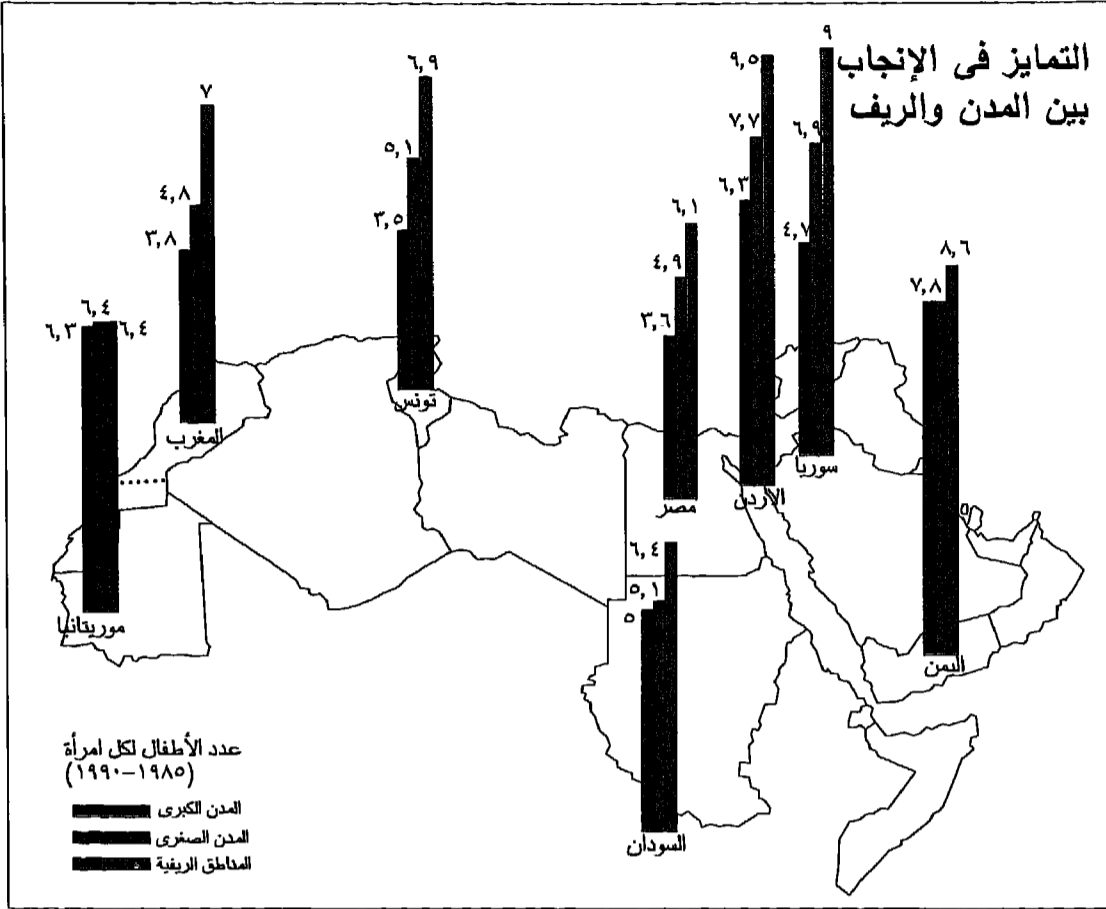 التمايز فى الإنجاب
بين المدن والريف
٩
٩,٥
٦,٩
٧
٧,٧
٦,٩
٥,١
٤,٨
٦,٣
٦,١
٣,٥
٣,٨
٤,٧
٨,٦
٤,٩
٧,٨
٦,٤
٦,٣
٦,٤
٣,٦
تونس
المغرب
سوريا
الأردن
مصر
٦,٤
٥,١
٥
موريتانيا
اليمن
السودان
عدد الأطفال لكل امرأة
(١٩٨٥-١٩٩٠)
المدن الكبرى
المدن الصغرى
المناطق الريفية